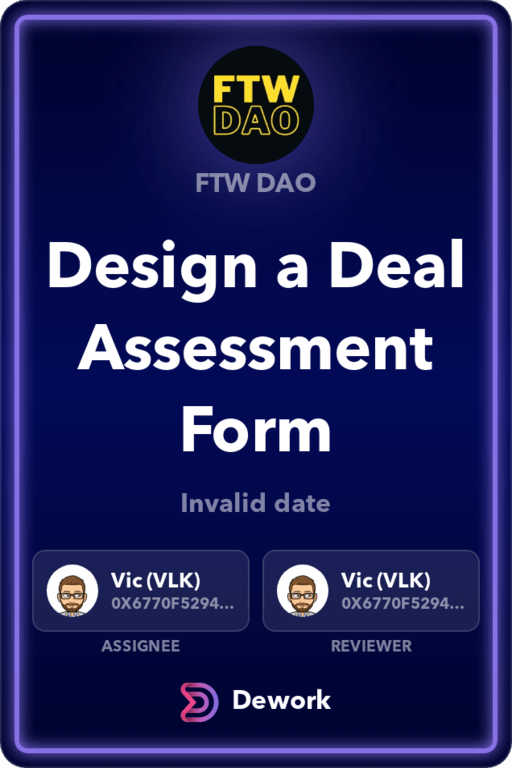 FTW
DAO
FTW DAO
Design a Deal
Assessment
Form
Invalid date
Vic (VLK)
0X6770F5294...
Vic (VLK)
0X6770F5294...
ASSIGNEE
REVIEWER
Dework